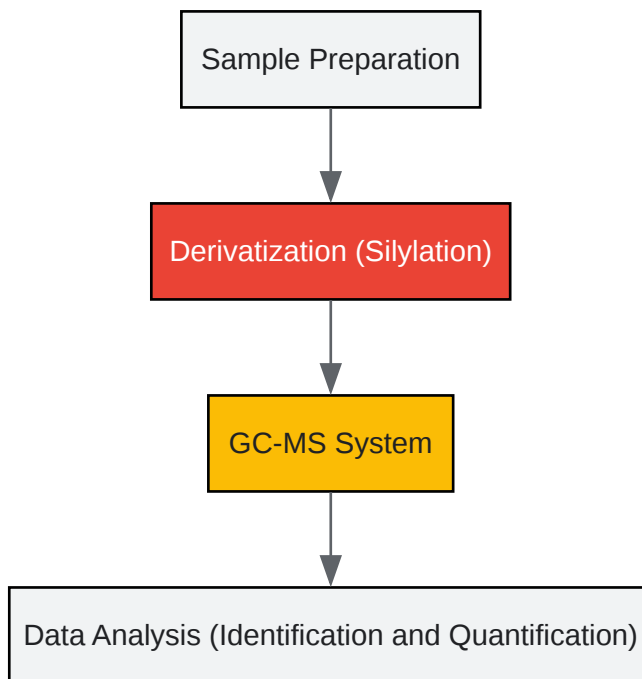 Sample Preparation
Derivatization (Silylation)
GC-MS System
Data Analysis (Identification and Quantification)